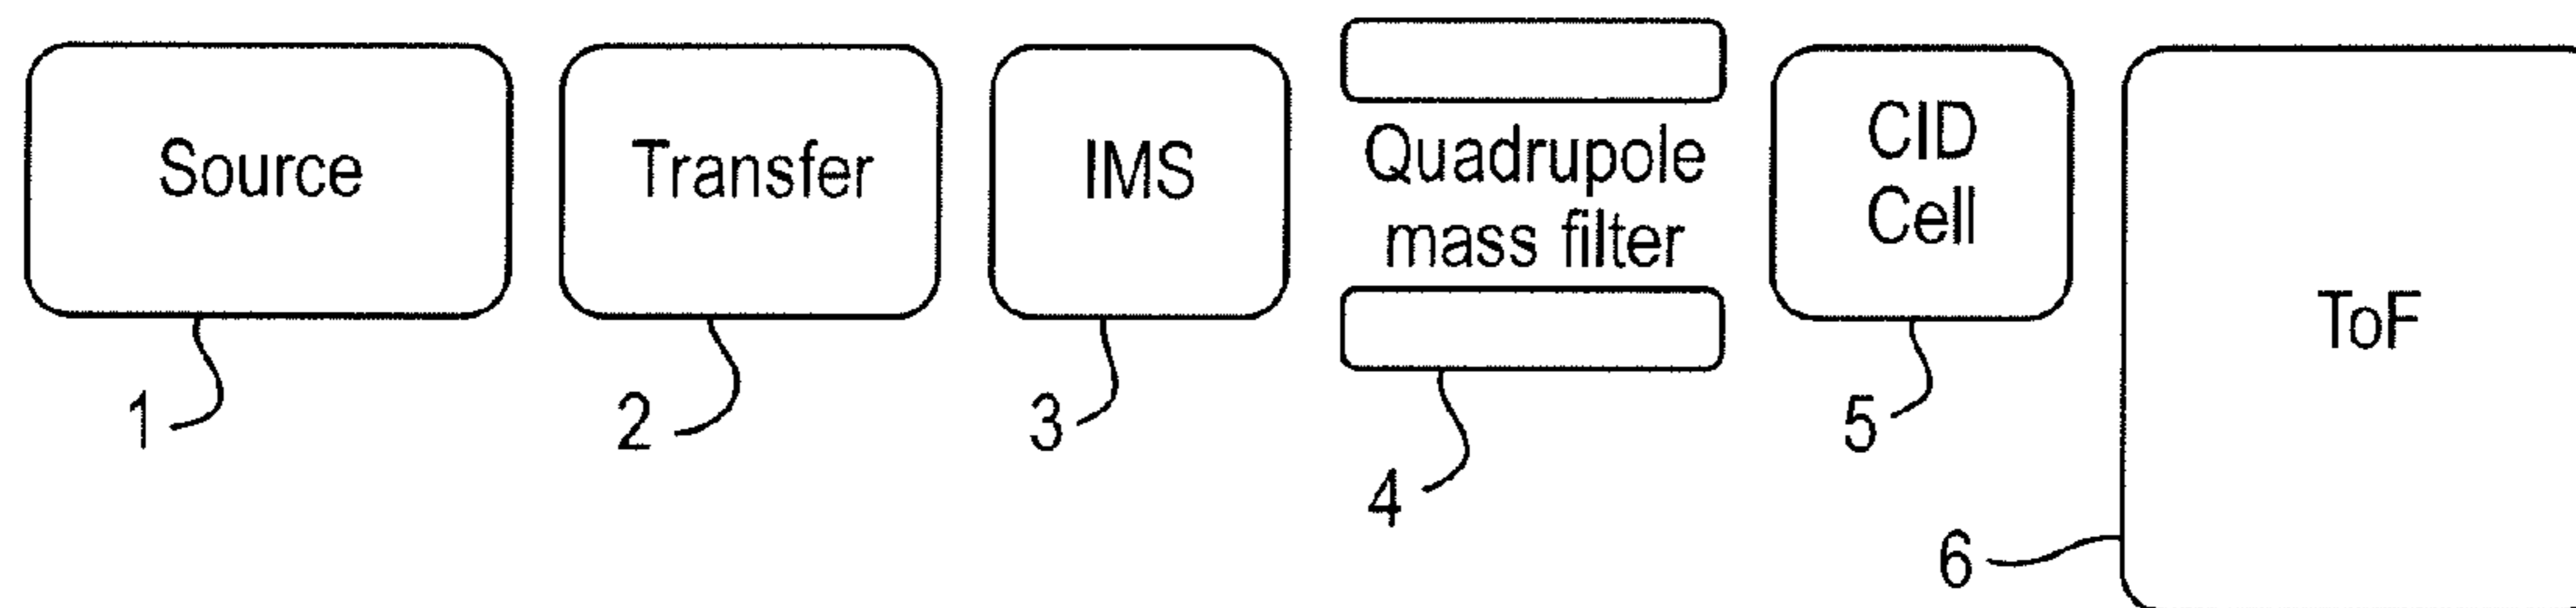 Source
Transfer
IMS
Quadrupole
mass filter
CID
Cell
ToF
1
2
3
4
5
6